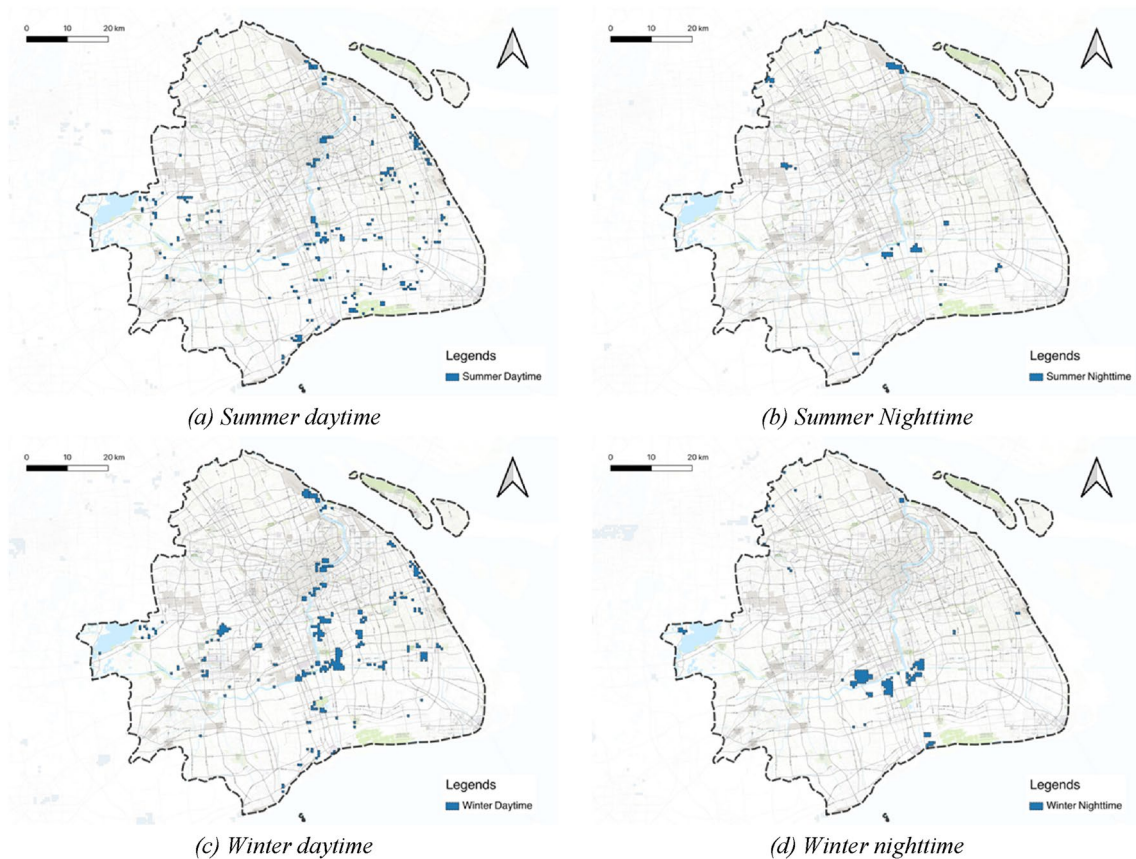 0 10 20 km
0 10 20 km
Legends
Summer Daytime
Legends
Summer Nighttime
(a) Summer daytime
(b) Summer Nighttime
0 10 20 km
0 10 20 km
Legends
Winter Daytime
Legends
Winter Nighttime
(c) Winter daytime
(d) Winter nighttime